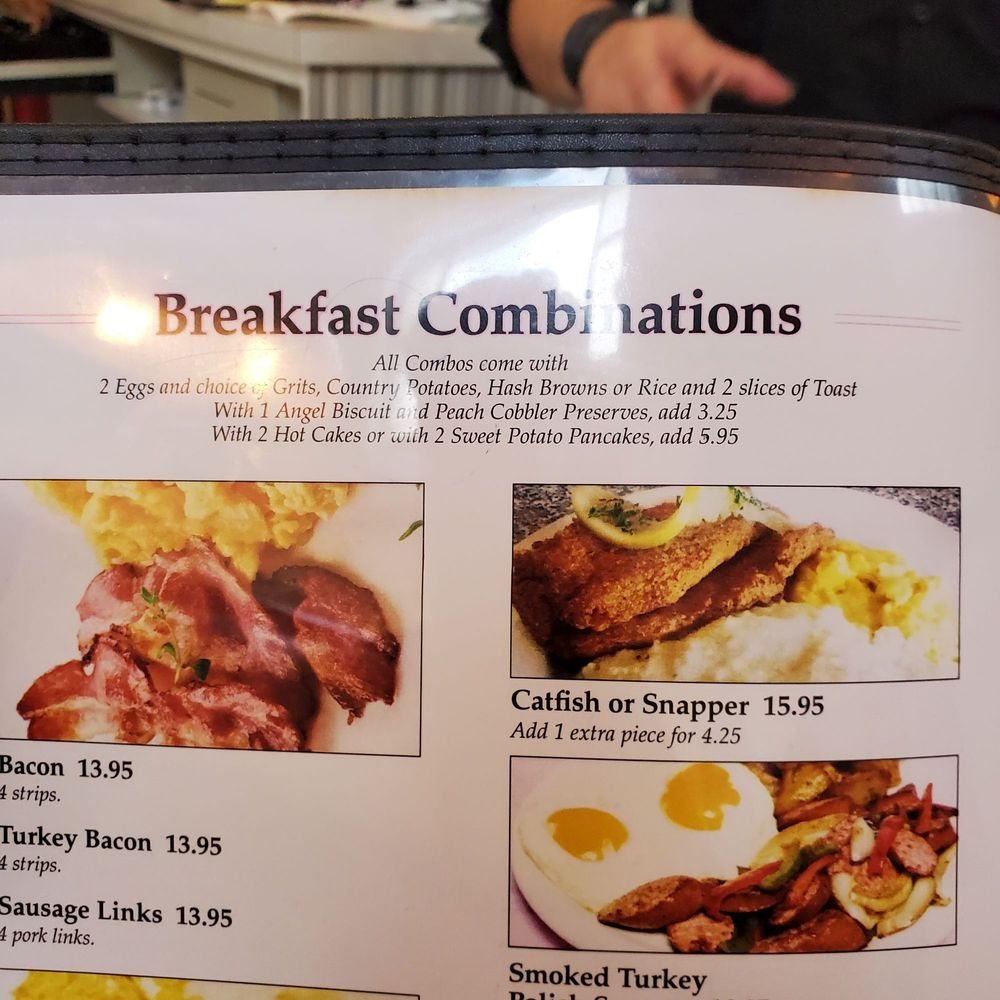 Breakfast Combinations
All Combos come with
2 Eggs and choice of Grits, Country Potatoes, Hash Browns or Rice and 2 slices of Toast
With 1 Angel Biscuit and Peach Cobbler Preserves, add 3.25
With 2 Hot Cakes or with 2 Sweet Potato Pancakes, add 5.95
Bacon 13.95
4 strips.
Turkey Bacon 13.95
4 strips.
Sausage Links 13.95
4 pork links.
Catfish or Snapper 15.95
Add 1 extra piece for 4.25
Smoked Turkey
Polish